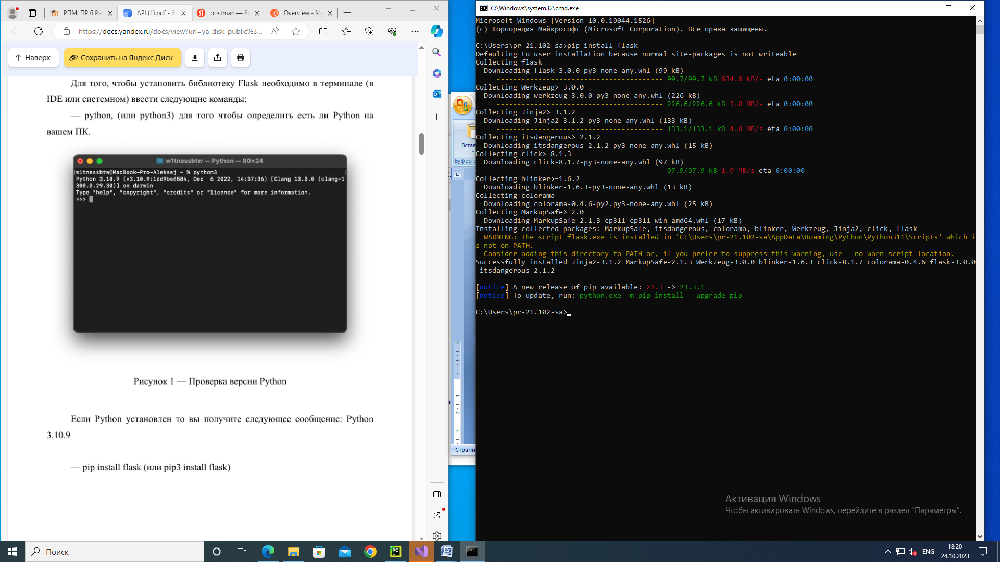 РПМ: ПР 6 Ра
API (1).pdf - Я
postman — Я
Overview - My
https://docs.yandex.ru/docs/view?url=ya-disk-public%3...
Наверх
Сохранить на Яндекс Диск
Для того, чтобы установить библиотеку Flask необходимо в терминале (в
IDE или системном) ввести следующие команды:
— python, (или python3) для того чтобы определить есть ли Python на
вашем ПК.
w1tnessbtw — Python — 80×24
w1tnessbtw@MacBook-Pro-Aleksej ~ % python3
Python 3.10.9 (v3.10.9:1dd9be6584, Dec  6 2022, 14:37:36) [Clang 13.0.0 (clang-1
300.0.29.30)] on darwin
Type "help", "copyright", "credits" or "license" for more information.
>>>
Рисунок 1 — Проверка версии Python
Если Python установлен то вы получите следующее сообщение: Python
3.10.9
— pip install flask (или pip3 install flask)
Встав
Буфер о
Страни
C:\Windows\system32\cmd.exe
Microsoft Windows [Version 10.0.19044.1526]
(c) Корпорация Майкрософт (Microsoft Corporation). Все права защищены.
C:\Users\pr-21.102-sa>pip install flask
Defaulting to user installation because normal site-packages is not writeable
Collecting flask
Downloading flask-3.0.0-py3-none-any.whl (99 kB)
---------------------------------------- 99.7/99.7 kB 634.6 kB/s eta 0:00:00
Collecting Werkzeug>=3.0.0
Downloading werkzeug-3.0.0-py3-none-any.whl (226 kB)
---------------------------------------- 226.6/226.6 kB 2.0 MB/s eta 0:00:00
Collecting Jinja2>=3.1.2
Downloading Jinja2-3.1.2-py3-none-any.whl (133 kB)
---------------------------------------- 133.1/133.1 kB 4.0 MB/s eta 0:00:00
Collecting itsdangerous>=2.1.2
Downloading itsdangerous-2.1.2-py3-none-any.whl (15 kB)
Collecting click>=8.1.3
Downloading click-8.1.7-py3-none-any.whl (97 kB)
---------------------------------------- 97.9/97.9 kB 1.9 MB/s eta 0:00:00
Collecting blinker>=1.6.2
Downloading blinker-1.6.3-py3-none-any.whl (13 kB)
Collecting colorama
Downloading colorama-0.4.6-py2.py3-none-any.whl (25 kB)
Collecting MarkupSafe>=2.0
Downloading MarkupSafe-2.1.3-cp311-cp311-win_amd64.whl (17 kB)
Installing collected packages: MarkupSafe, itsdangerous, colorama, blinker, Werkzeug, Jinja2, click, flask
WARNING: The script flask.exe is installed in 'C:\Users\pr-21.102-sa\AppData\Roaming\Python\Python311\Scripts' which i
s not on PATH.
Consider adding this directory to PATH or, if you prefer to suppress this warning, use --no-warn-script-location.
Successfully installed Jinja2-3.1.2 MarkupSafe-2.1.3 Werkzeug-3.0.0 blinker-1.6.3 click-8.1.7 colorama-0.4.6 flask-3.0.0
itsdangerous-2.1.2
[notice] A new release of pip available: 22.3 -> 23.3.1
[notice] To update, run: python.exe -m pip install --upgrade pip
C:\Users\pr-21.102-sa>
Активация Windows
Чтобы активировать Windows, перейдите в раздел "Параметры".
Поиск
ENG
18:20
24.10.2023